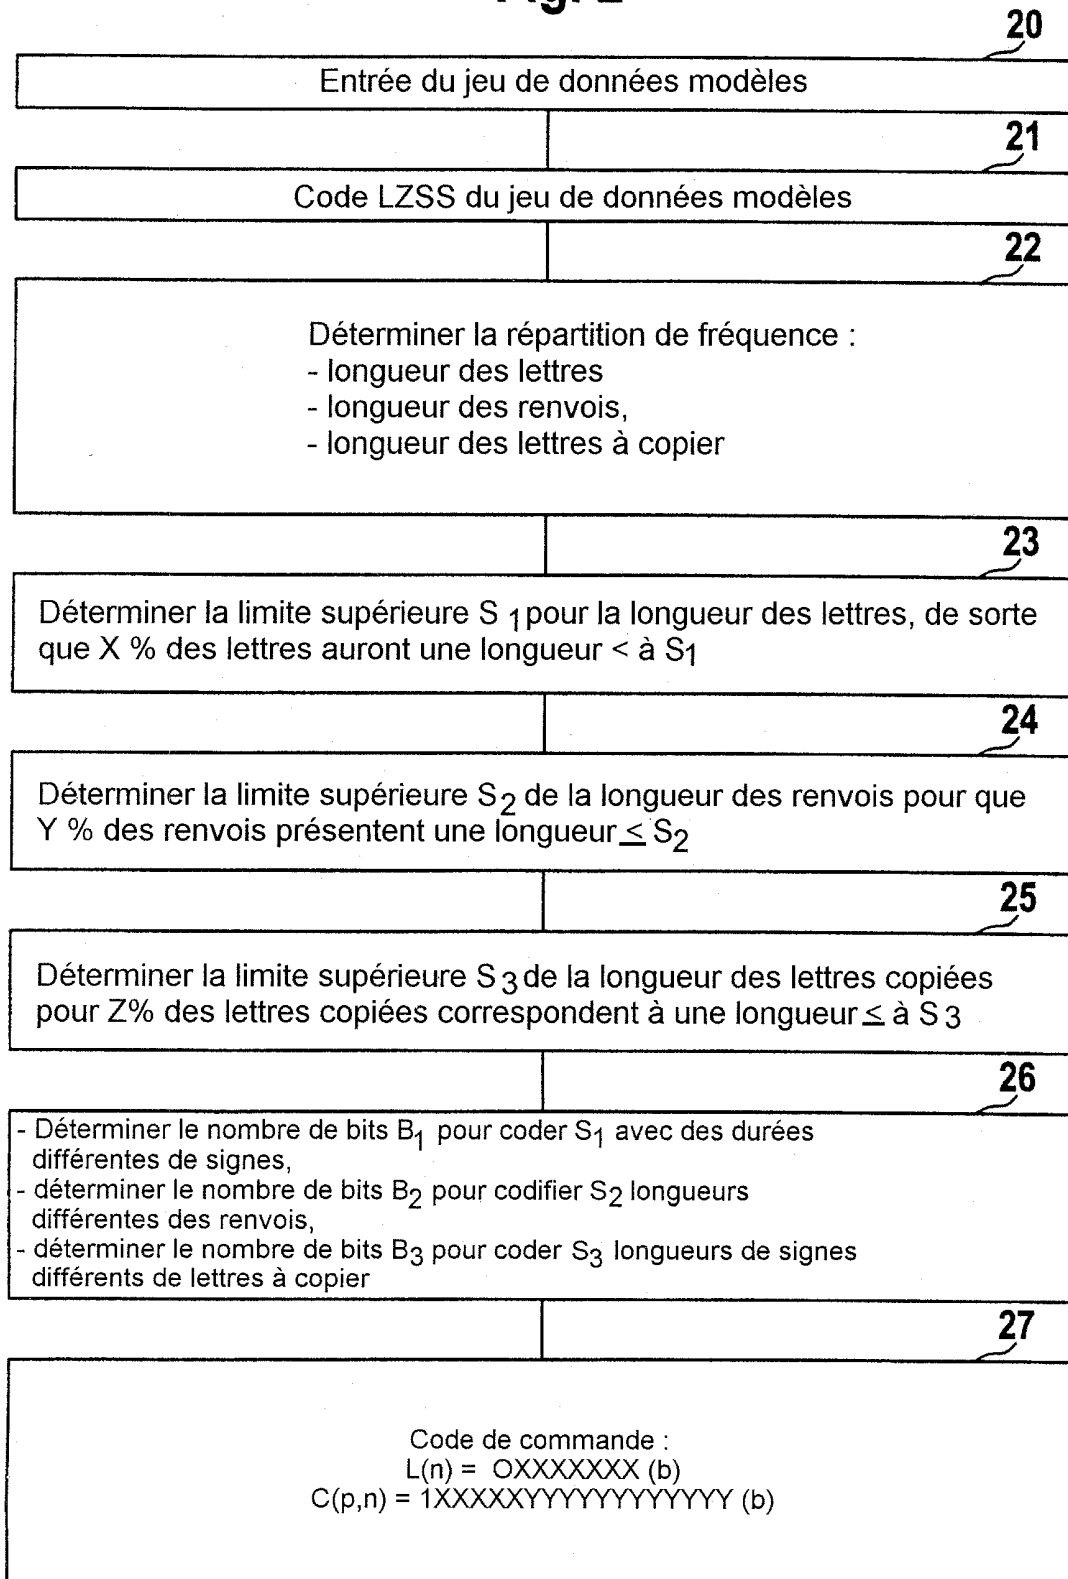 20
Entrée du jeu de données modèles
21
Code LZSS du jeu de données modèles
22
Déterminer la répartition de fréquence :
- longueur des lettres
- longueur des renvois,
- longueur des lettres à copier
23
Déterminer la limite supérieure S 1 pour la longueur des lettres, de sorte
que X % des lettres auront une longueur < à S1
24
Déterminer la limite supérieure S2 de la longueur des renvois pour que
Y % des renvois présentent une longueur ≤ S2
25
Déterminer la limite supérieure S 3 de la longueur des lettres copiées
pour Z% des lettres copiées correspondent à une longueur ≤ à S 3
26
- Déterminer le nombre de bits B1 pour coder S1 avec des durées
différentes de signes,
- déterminer le nombre de bits B2 pour codifier S2 longueurs
différentes des renvois,
- déterminer le nombre de bits B3 pour coder S3 longueurs de signes
différents de lettres à copier
27
Code de commande :
L(n) = OXXXXXXX (b)
C(p,n) = 1XXXXXYYYYYYYYYYYY (b)